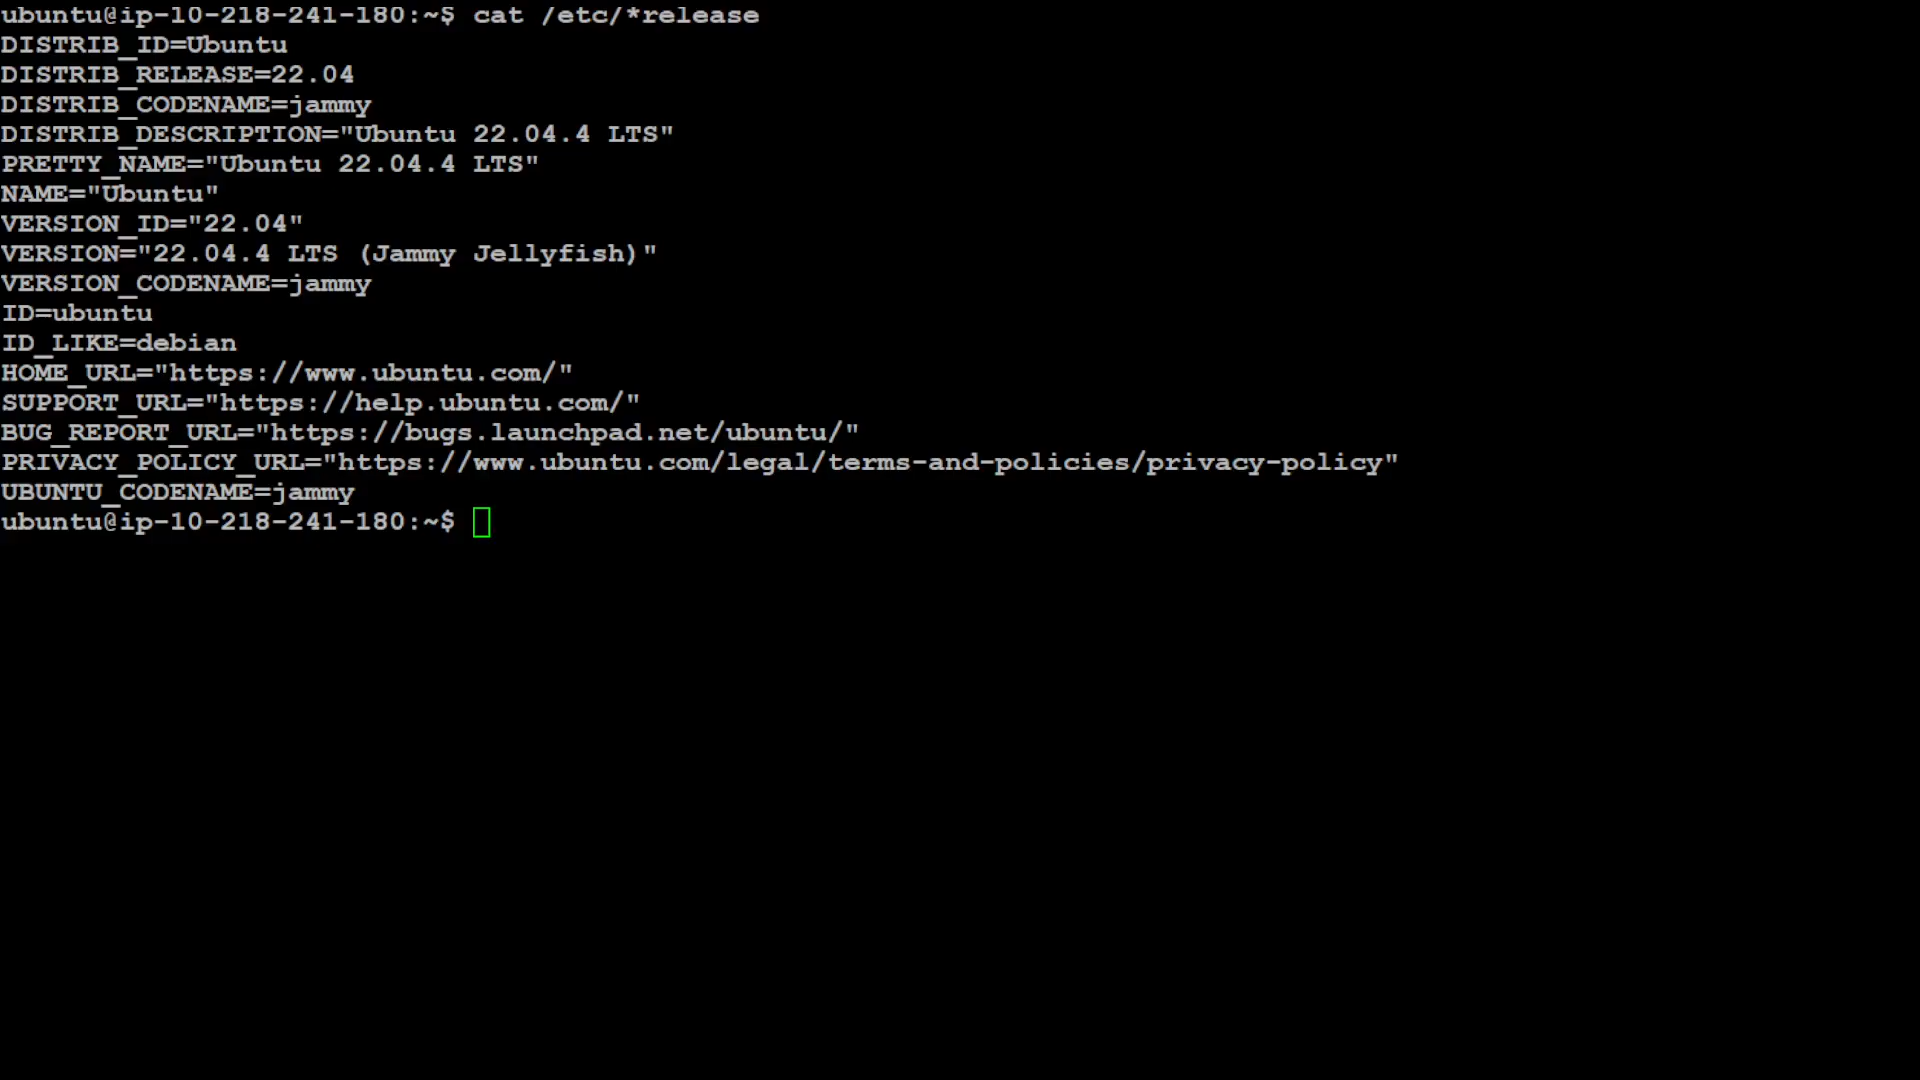 ubuntu@ip-10-218-241-180:~$ cat /etc/*release
DISTRIB_ID=Ubuntu
DISTRIB_RELEASE=22.04
DISTRIB_CODENAME=jammy
DISTRIB_DESCRIPTION="Ubuntu 22.04.4 LTS"
PRETTY_NAME="Ubuntu 22.04.4 LTS"
NAME="Ubuntu"
VERSION_ID="22.04"
VERSION="22.04.4 LTS (Jammy Jellyfish)"
VERSION_CODENAME=jammy
ID=ubuntu
ID_LIKE=debian
HOME_URL="https://www.ubuntu.com/"
SUPPORT_URL="https://help.ubuntu.com/"
BUG_REPORT_URL="https://bugs.launchpad.net/ubuntu/"
PRIVACY_POLICY_URL="https://www.ubuntu.com/legal/terms-and-policies/privacy-policy"
UBUNTU_CODENAME=jammy
ubuntu@ip-10-218-241-180:~$